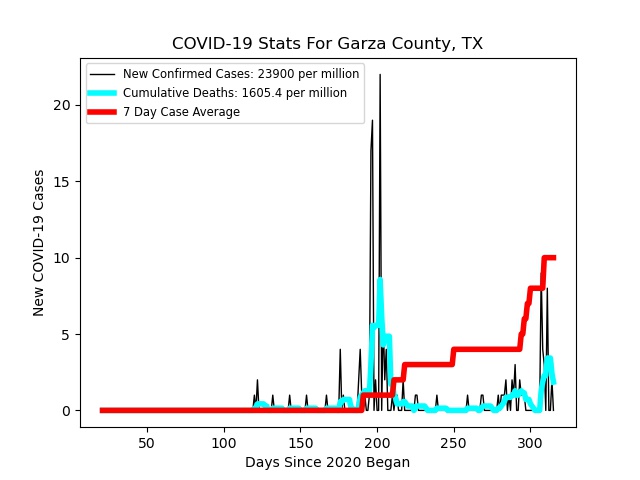 COVID-19 Stats For Garza County, TX
New Confirmed Cases: 23900 per million
Cumulative Deaths: 1605.4 per million
7 Day Case Average
New COVID-19 Cases
20
15
10
5
0
50 100 150 200 250 300
Days Since 2020 Began